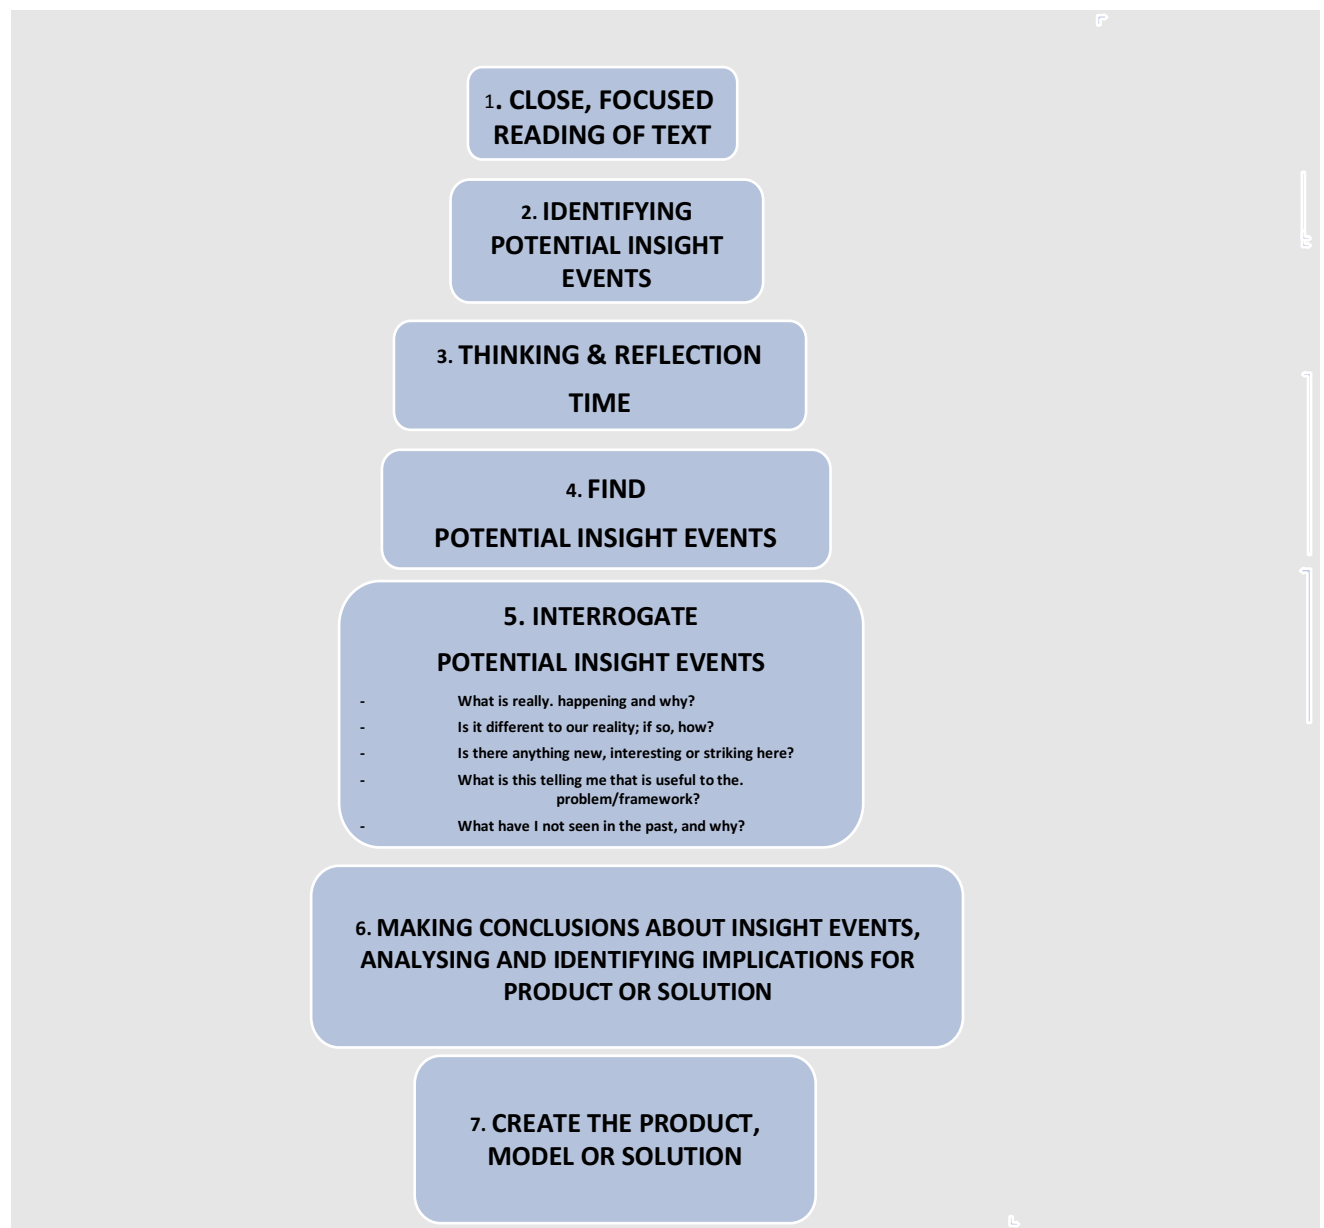 1. CLOSE, FOCUSED
READING OF TEXT
2. IDENTIFYING
POTENTIAL INSIGHT
EVENTS
3. THINKING & REFLECTION
TIME
4. FIND
POTENTIAL INSIGHT EVENTS
5. INTERROGATE
POTENTIAL INSIGHT EVENTS
- What is really. happening and why?
- Is it different to our reality; if so, how?
- Is there anything new, interesting or striking here?
- What is this telling me that is useful to the.
problem/framework?
- What have I not seen in the past, and why?
6. MAKING CONCLUSIONS ABOUT INSIGHT EVENTS,
ANALYSING AND IDENTIFYING IMPLICATIONS FOR
PRODUCT OR SOLUTION
7. CREATE THE PRODUCT,
MODEL OR SOLUTION